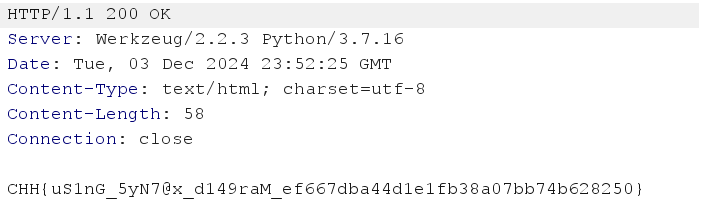 HTTP/1.1 200 OK
Server: Werkzeug/2.2.3 Python/3.7.16
Date: Tue, 03 Dec 2024 23:52:25 GMT
Content-Type: text/html; charset=utf-8
Content-Length: 58
Connection: close
CHH{uS1nG_5yN7@x_d149raM_ef667dba44d1e1fb38a07bb74b628250}